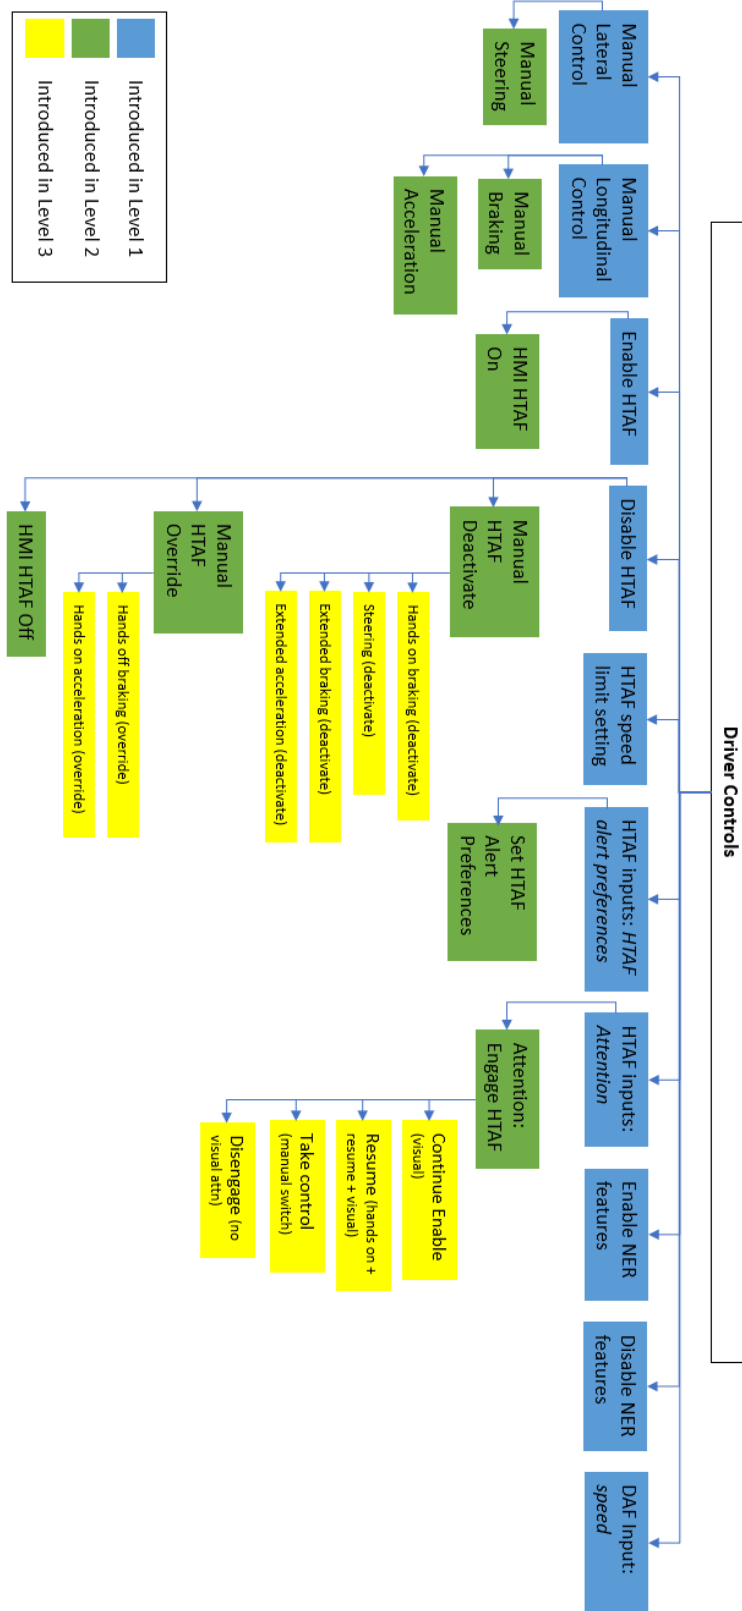 Driver Controls
Manual
Lateral
Control
Manual
Steering
Manual
Longitudinal
Control
Manual
Braking
Manual
Acceleration
Enable HTAF
HMI HTAF
On
Disable HTAF
Manual
HTAF
Deactivate
Hands on braking (deactivate)
Steering (deactivate)
Extended braking (deactivate)
Extended acceleration (deactivate)
Manual
HTAF
Override
Hands off braking (override)
Hands on acceleration (override)
HMI HTAF Off
HTAF speed
limit setting
HTAF inputs: HTAF
alert preferences
Set HTAF
Alert
Preferences
HTAF inputs:
Attention
Attention:
Engage HTAF
Continue Enable
(visual)
Resume (hands on +
resume + visual)
Take control
(manual switch)
Disengage (no
visual attn)
Enable NER
features
Disable NER
features
DAF Input:
speed
Introduced in Level 1
Introduced in Level 2
Introduced in Level 3